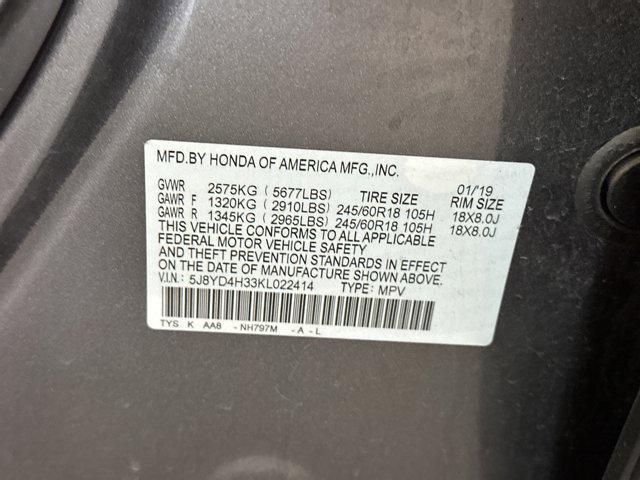 MFD.BY HONDA OF AMERICA MFG.,INC.
01/19
GVWR 2575KG ( 5677LBS) TIRE SIZE RIM SIZE
GAWR F 1320KG ( 2910LBS) 245/60R18 105H 18X8.0J
GAWR R 1345KG ( 2965LBS) 245/60R18 105H 18X8.0J
THIS VEHICLE CONFORMS TO ALL APPLICABLE
FEDERAL MOTOR VEHICLE SAFETY
AND THEFT PREVENTION STANDARDS IN EFFECT
ON THE DATE OF MANUFACTURE SHOWN ABOVE.
V.I.N.: 5J8YD4H33KL022414 TYPE: MPV
TYS K AA8 - NH797M - A - L